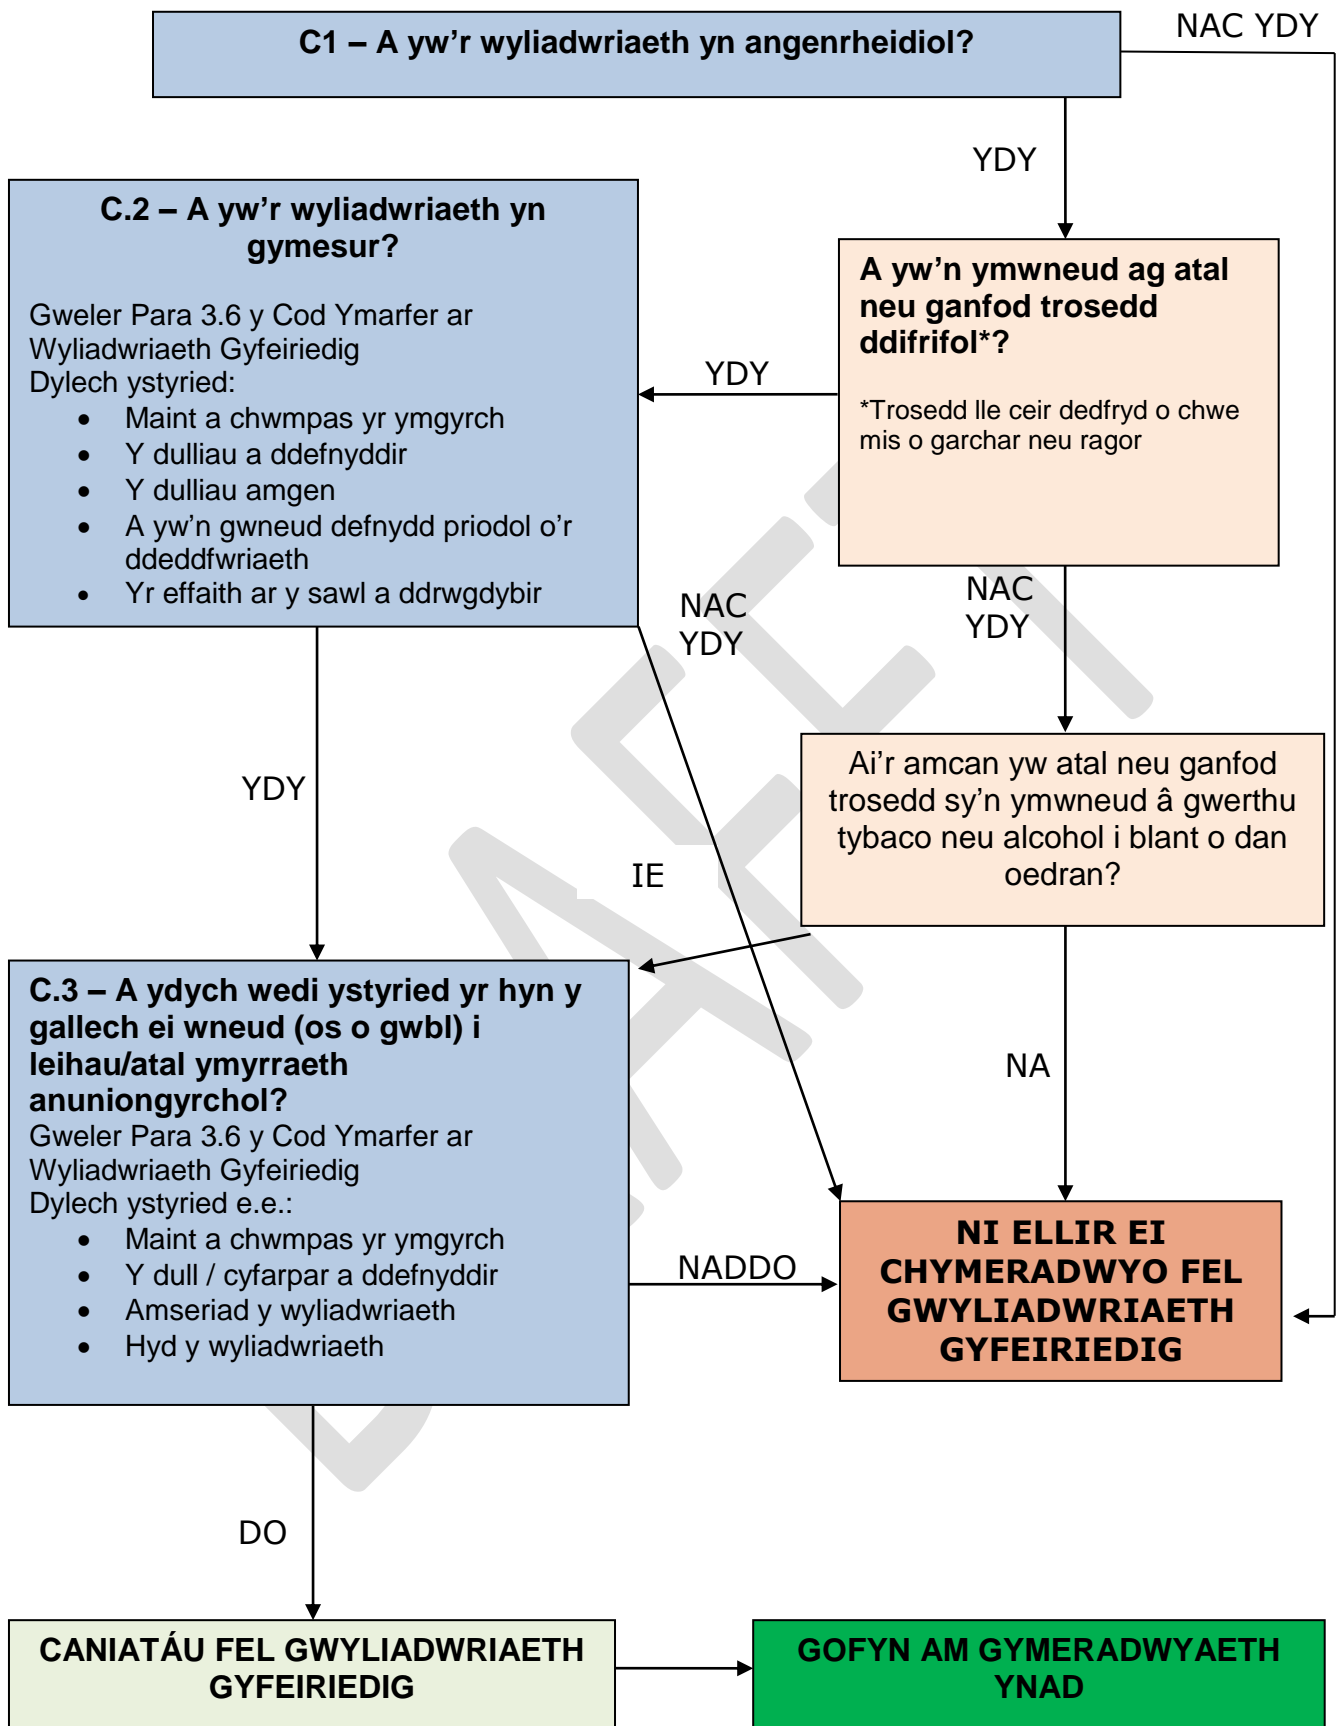 C1 – A yw'r wyliadwriaeth yn angenrheidiol?
NAC YDY
YDY
C.2 – A yw'r wyliadwriaeth yn
gymesur?
Gweler Para 3.6 y Cod Ymarfer ar
Wyliadwriaeth Gyfeiriedig
Dylech ystyried:
• Maint a chwmpas yr ymgyrch
• Y dulliau a ddefnyddir
• Y dulliau amgen
• A yw’n gwneud defnydd priodol o’r
ddeddfwriaeth
• Yr effaith ar y sawl a ddrwgdybir
YDY
A yw’n ymwneud ag atal
neu ganfod trosedd
ddifrifol*?
*Trosedd lle ceir dedfryd o chwe
mis o garchar neu ragor
NAC
YDY
NAC
YDY
YDY
Ai’r amcan yw atal neu ganfod
trosedd sy’n ymwneud â gwerthu
tybaco neu alcohol i blant o dan
oedran?
IE
NA
C.3 – A ydych wedi ystyried yr hyn y
gallech ei wneud (os o gwbl) i
leihau/atal ymyrraeth
anuniongyrchol?
Gweler Para 3.6 y Cod Ymarfer ar
Wyliadwriaeth Gyfeiriedig
Dylech ystyried e.e.:
• Maint a chwmpas yr ymgyrch
• Y dull / cyfarpar a ddefnyddir
• Amseriad y wyliadwriaeth
• Hyd y wyliadwriaeth
NADDO
NI ELLIR EI
CHYMERADWYO FEL
GWYLIADWRIAETH
GYFEIRIEDIG
DO
CANIATÁU FEL GWYLIADWRIAETH
GYFEIRIEDIG
GOFYN AM GYMERADWYAETH
YNAD
DRAFFT